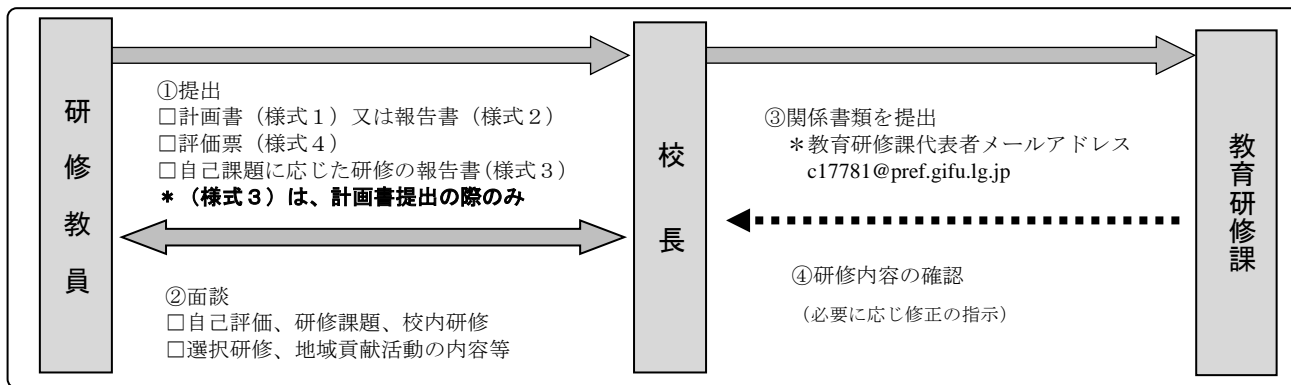 研修教員
①提出
□計画書（様式１）又は報告書（様式２）
□評価票（様式４）
□自己課題に応じた研修の報告書(様式３）
＊（様式３）は、計画書提出の際のみ
②面談
□自己評価、研修課題、校内研修
□選択研修、地域貢献活動の内容等
校長
③関係書類を提出
＊教育研修課代表者メールアドレス
c17781@pref.gifu.lg.jp
④研修内容の確認
（必要に応じ修正の指示）
教育研修課